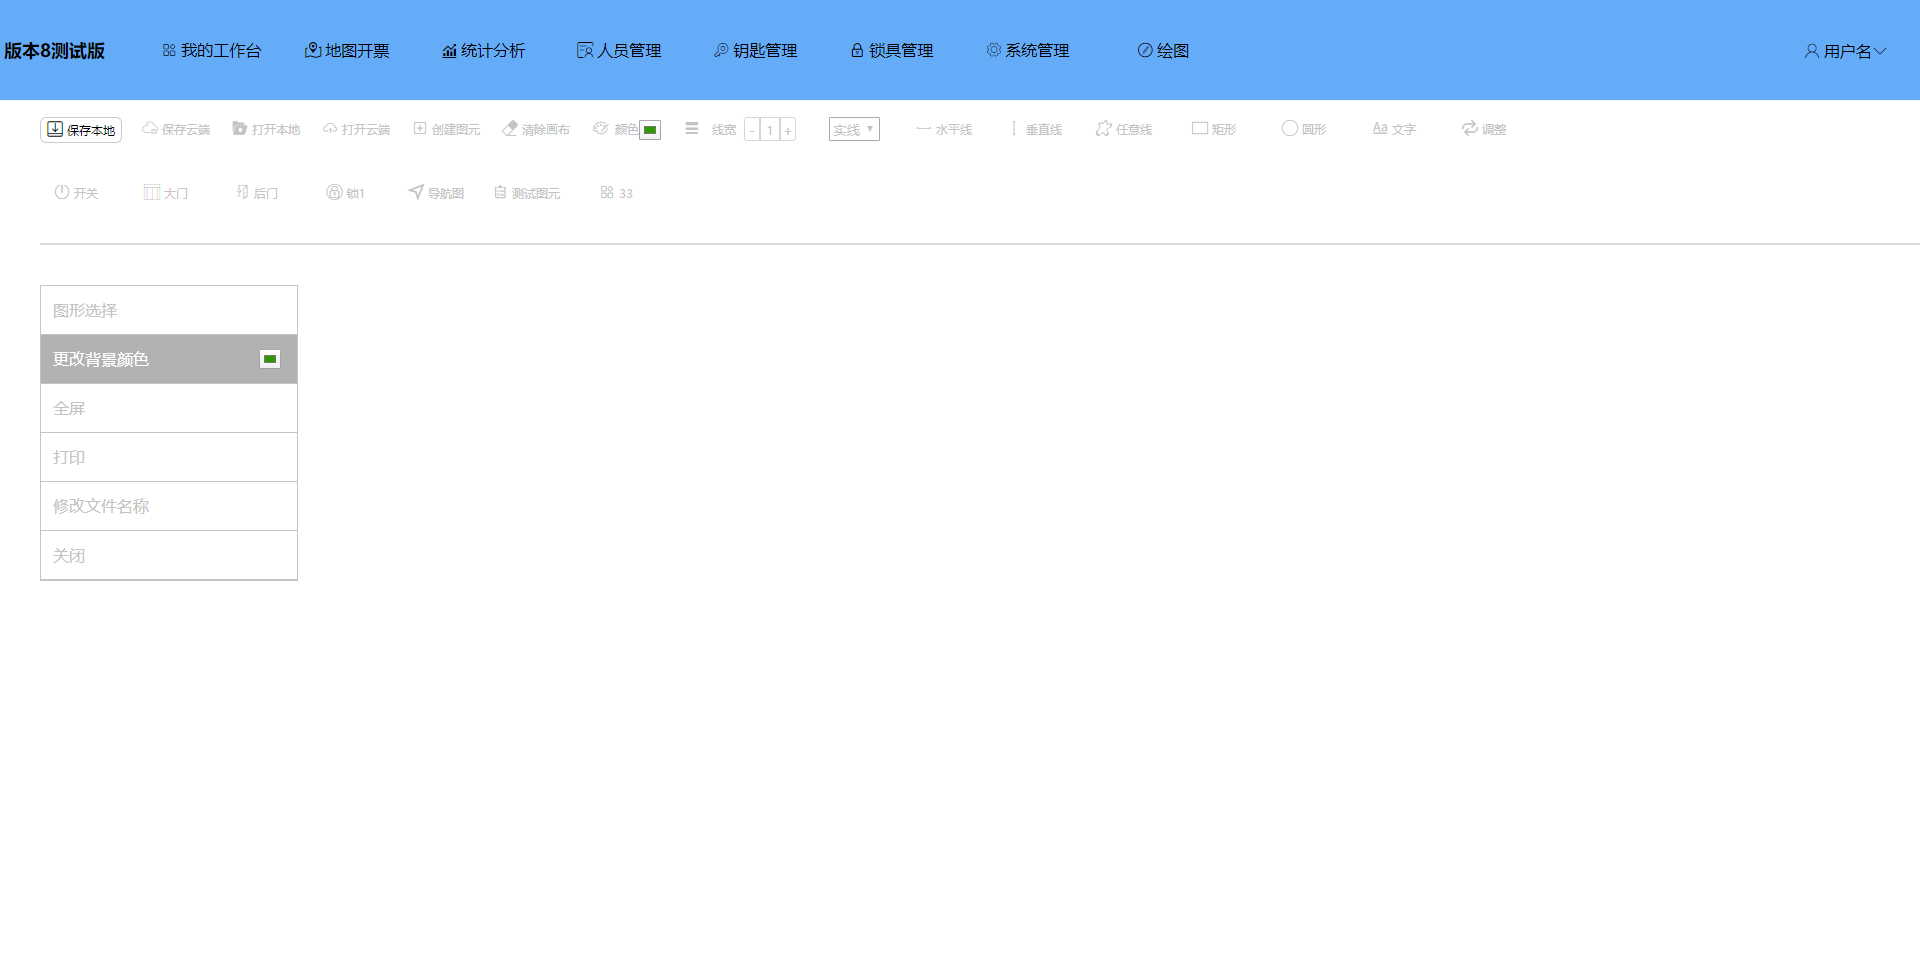 版本8测试版 我的工作台 地图开票 统计分析 人员管理 钥匙管理 锁具管理 系统管理 绘图 用户名
保存本地 保存云端 打开本地 打开云端 创建图元 清除画布 颜色 线宽 - 1 + 实线 水平线 垂直线 任意线 矩形 圆形 Aa 文字 调整
开关 大门 后门 锁1 导航图 测试图元 33
图形选择
更改背景颜色
全屏
打印
修改文件名称
关闭